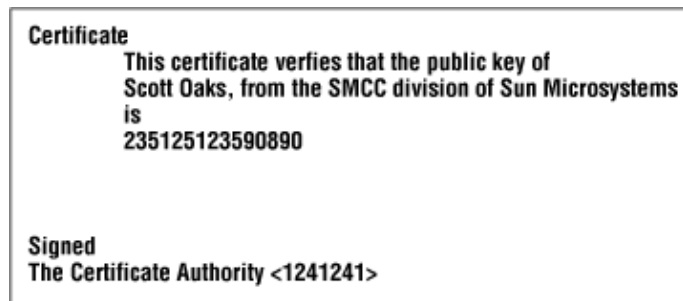 Certificate
This certificate verfies that the public key of
Scott Oaks, from the SMCC division of Sun Microsystems
is
235125123590890
Signed
The Certificate Authority <1241241>